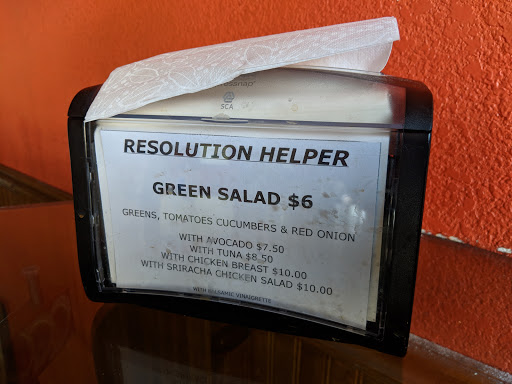 SCA
RESOLUTION HELPER
GREEN SALAD $6
GREENS, TOMATOES CUCUMBERS & RED ONION
WITH AVOCADO $7.50
WITH TUNA $8.50
WITH CHICKEN BREAST $10.00
WITH SRIRACHA CHICKEN SALAD $10.00
WITH BALSAMIC VINAIGRETTE